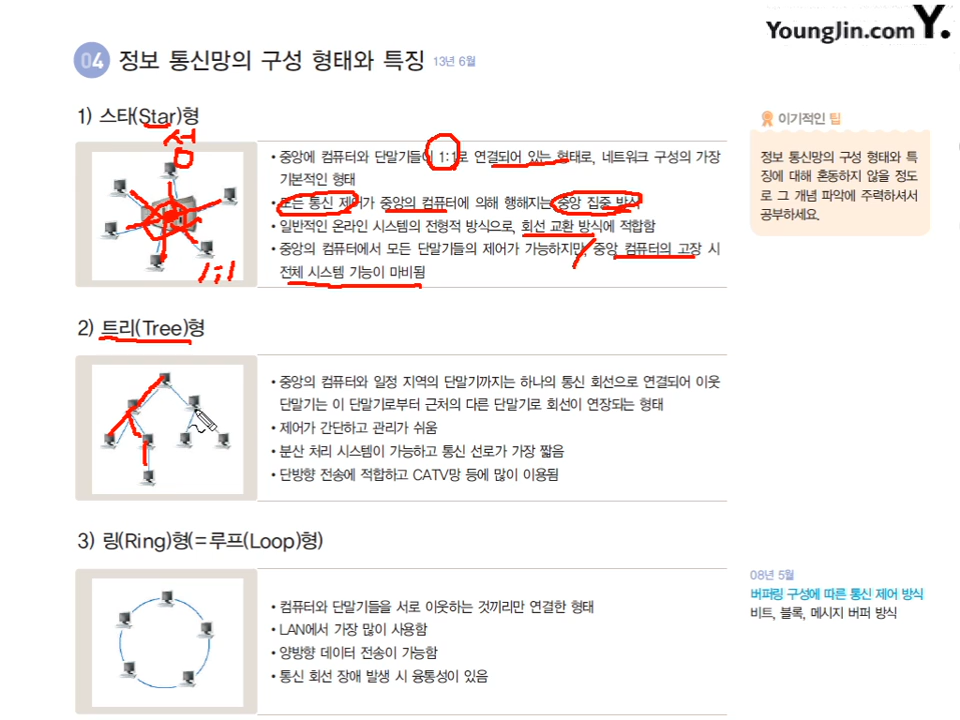 YoungJin.com Y.
04 정보 통신망의 구성 형태와 특징 13년 6월
1) 스타(Star)형
성
• 중앙에 컴퓨터와 단말기들이 1:1로 연결되어 있는 형태로, 네트워크 구성의 가장
기본적인 형태
• 모든 통신 제어가 중앙의 컴퓨터에 의해 행해지는 중앙 집중 방식
• 일반적인 온라인 시스템의 전형적 방식으로, 회선 교환 방식에 적합함
• 중앙의 컴퓨터에서 모든 단말기들의 제어가 가능하지만, 중앙 컴퓨터의 고장 시
전체 시스템 기능이 마비됨
1:1
이기적인 팁
정보 통신망의 구성 형태와 특
징에 대해 혼동하지 않을 정도
로 그 개념 파악에 주력하셔서
공부하세요.
2) 트리(Tree)형
• 중앙의 컴퓨터와 일정 지역의 단말기까지는 하나의 통신 회선으로 연결되어 이웃
단말기는 이 단말기로부터 근처의 다른 단말기로 회선이 연장되는 형태
• 제어가 간단하고 관리가 쉬움
• 분산 처리 시스템이 가능하고 통신 선로가 가장 짧음
• 단방향 전송에 적합하고 CATV망 등에 많이 이용됨
3) 링(Ring)형(=루프(Loop)형)
• 컴퓨터와 단말기들을 서로 이웃하는 것끼리만 연결한 형태
• LAN에서 가장 많이 사용함
• 양방향 데이터 전송이 가능함
• 통신 회선 장애 발생 시 융통성이 있음
08년 5월
버퍼링 구성에 따른 통신 제어 방식
비트, 블록, 메시지 버퍼 방식